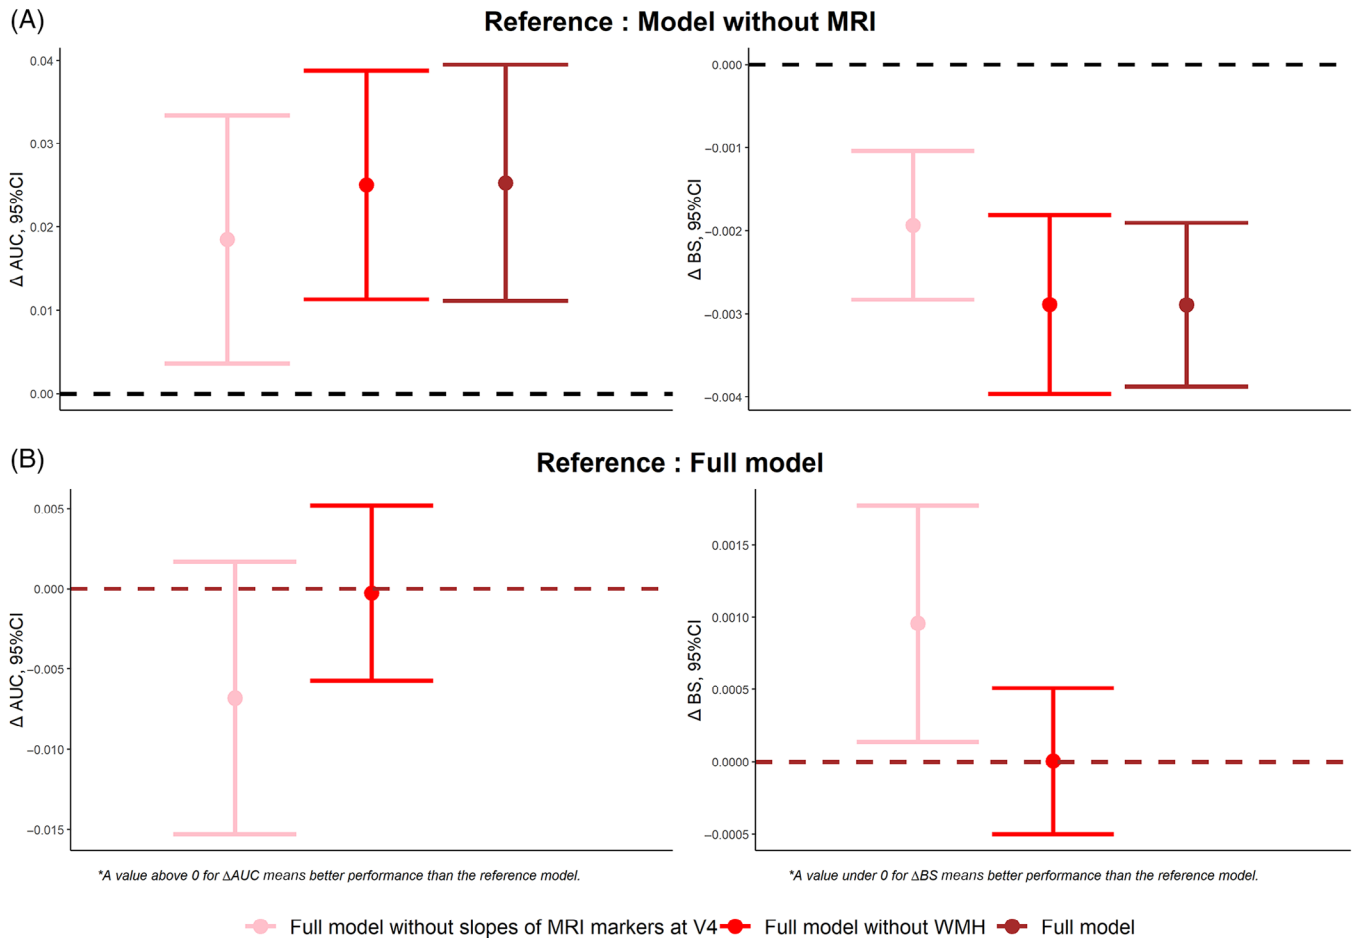 (A)
Reference : Model without MRI
Δ AUC, 95%CI
0.04
0.03
0.02
0.01
0.00
Δ BS, 95%CI
0.000
−0.001
−0.002
−0.003
−0.004
(B)
Reference : Full model
Δ AUC, 95%CI
0.005
0.000
−0.005
−0.010
−0.015
*A value above 0 for ΔAUC means better performance than the reference model.
Δ BS, 95%CI
0.0015
0.0010
0.0005
0.0000
−0.0005
*A value under 0 for ΔBS means better performance than the reference model.
Full model without slopes of MRI markers at V4 Full model without WMH Full model